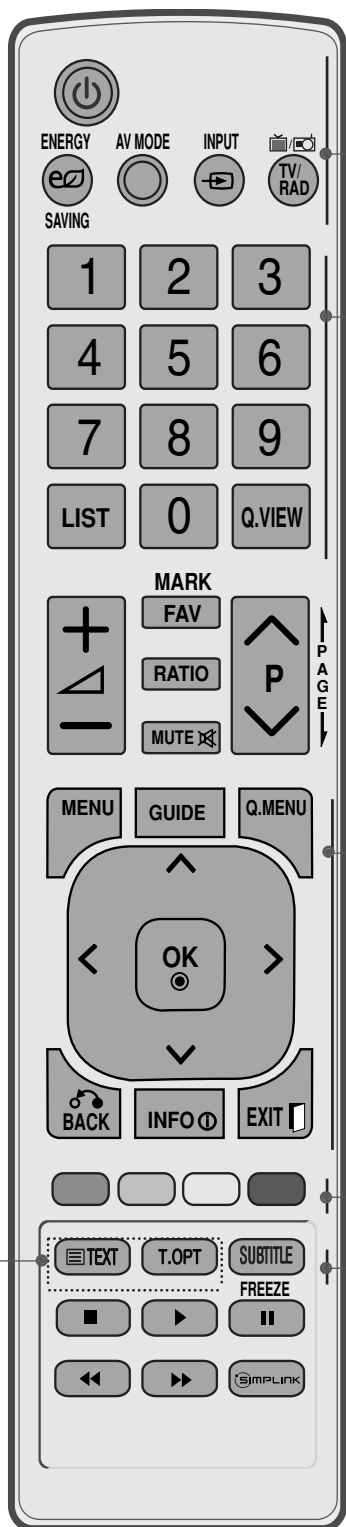 ENERGY AV MODE INPUT
TV/
RAD
SAVING
1 2 3
4 5 6
7 8 9
LIST 0 Q.VIEW
MARK
FAV
RATIO
P
PAGE
MUTE
MENU GUIDE Q.MENU
OK
BACK INFO EXIT
TEXT T.OPT SUBTITLE
FREEZE
SIMPLINK